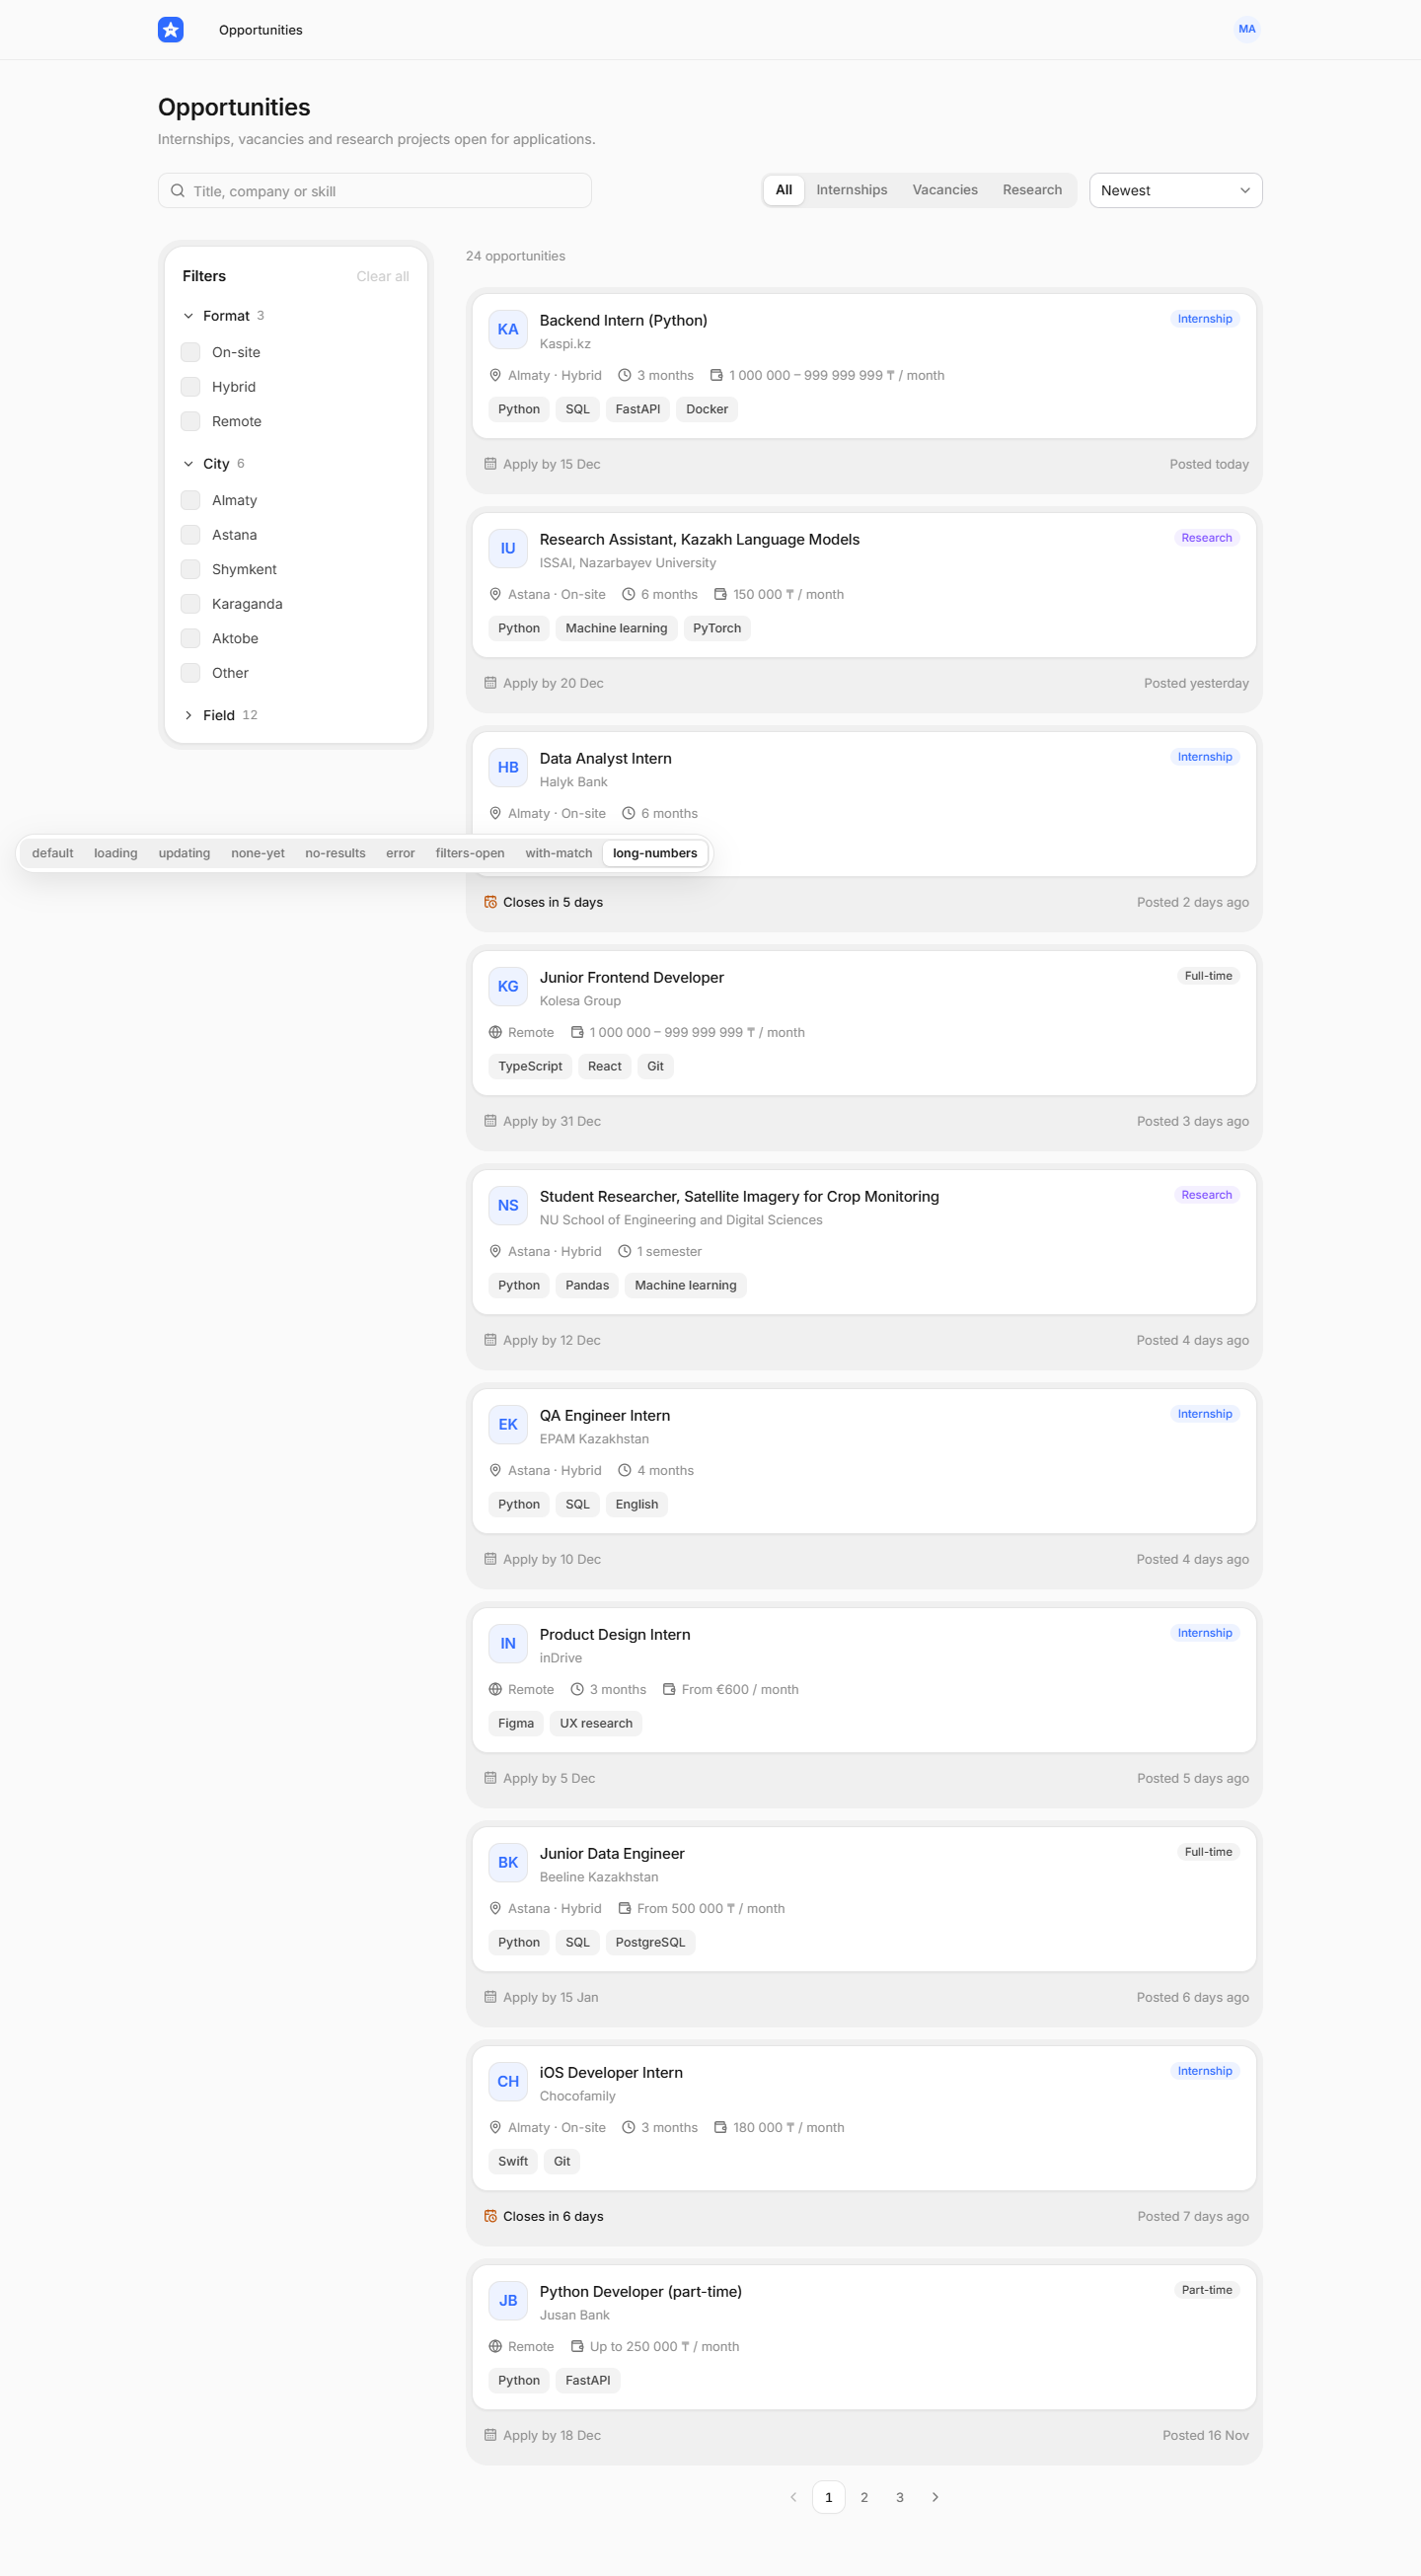 Opportunities
MA
Opportunities
Internships, vacancies and research projects open for applications.
Title, company or skill
All Internships Vacancies Research
Newest
Filters Clear all
Format 3
On-site
Hybrid
Remote
City 6
Almaty
Astana
Shymkent
Karaganda
Aktobe
Other
Field 12
24 opportunities
KA Backend Intern (Python) Internship
Kaspi.kz
Almaty · Hybrid 3 months 1 000 000 – 999 999 999 ₸ / month
Python SQL FastAPI Docker
Apply by 15 Dec Posted today
IU Research Assistant, Kazakh Language Models Research
ISSAI, Nazarbayev University
Astana · On-site 6 months 150 000 ₸ / month
Python Machine learning PyTorch
Apply by 20 Dec Posted yesterday
HB Data Analyst Intern Internship
Halyk Bank
Almaty · On-site 6 months
default loading updating none-yet no-results error filters-open with-match long-numbers
Closes in 5 days Posted 2 days ago
KG Junior Frontend Developer Full-time
Kolesa Group
Remote 1 000 000 – 999 999 999 ₸ / month
TypeScript React Git
Apply by 31 Dec Posted 3 days ago
NS Student Researcher, Satellite Imagery for Crop Monitoring Research
NU School of Engineering and Digital Sciences
Astana · Hybrid 1 semester
Python Pandas Machine learning
Apply by 12 Dec Posted 4 days ago
EK QA Engineer Intern Internship
EPAM Kazakhstan
Astana · Hybrid 4 months
Python SQL English
Apply by 10 Dec Posted 4 days ago
IN Product Design Intern Internship
inDrive
Remote 3 months From €600 / month
Figma UX research
Apply by 5 Dec Posted 5 days ago
BK Junior Data Engineer Full-time
Beeline Kazakhstan
Astana · Hybrid From 500 000 ₸ / month
Python SQL PostgreSQL
Apply by 15 Jan Posted 6 days ago
CH iOS Developer Intern Internship
Chocofamily
Almaty · On-site 3 months 180 000 ₸ / month
Swift Git
Closes in 6 days Posted 7 days ago
JB Python Developer (part-time) Part-time
Jusan Bank
Remote Up to 250 000 ₸ / month
Python FastAPI
Apply by 18 Dec Posted 16 Nov
1 2 3